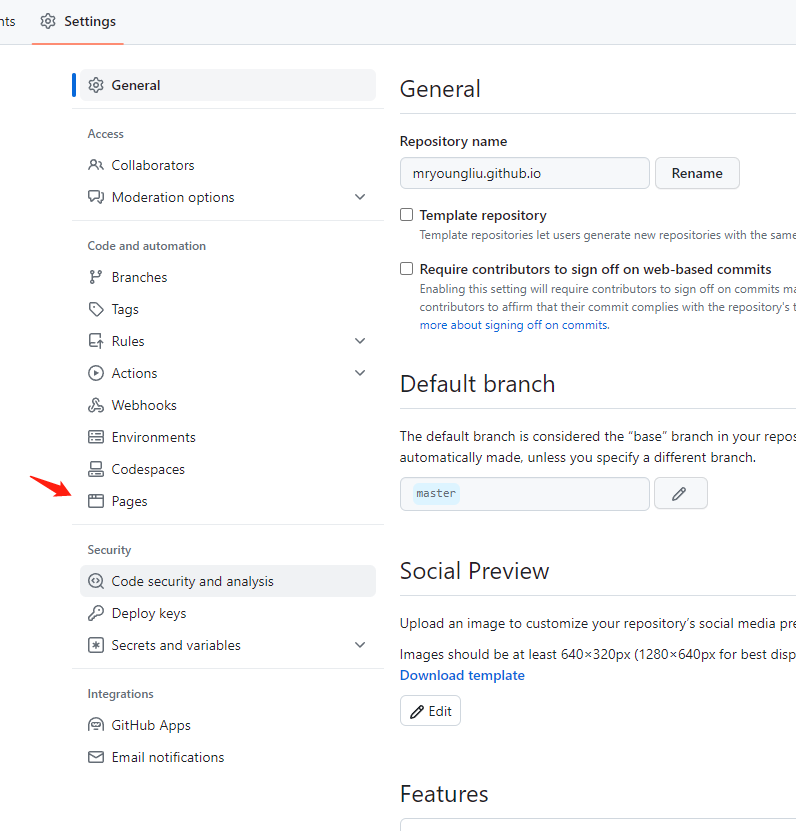 Settings
General
Access
Collaborators
Moderation options
Code and automation
Branches
Tags
Rules
Actions
Webhooks
Environments
Codespaces
Pages
Security
Code security and analysis
Deploy keys
Secrets and variables
Integrations
GitHub Apps
Email notifications
General
Repository name
mryoungliu.github.io
Rename
Template repository
Template repositories let users generate new repositories with the same
Require contributors to sign off on web-based commits
Enabling this setting will require contributors to sign off on commits
contributors to affirm that their commit complies with the repository's
more about signing off on commits.
Default branch
The default branch is considered the “base” branch in your
automatically made, unless you specify a different branch.
master
Social Preview
Upload an image to customize your repository’s social media
Images should be at least 640×320px (1280×640px for best
Download template
Edit
Features